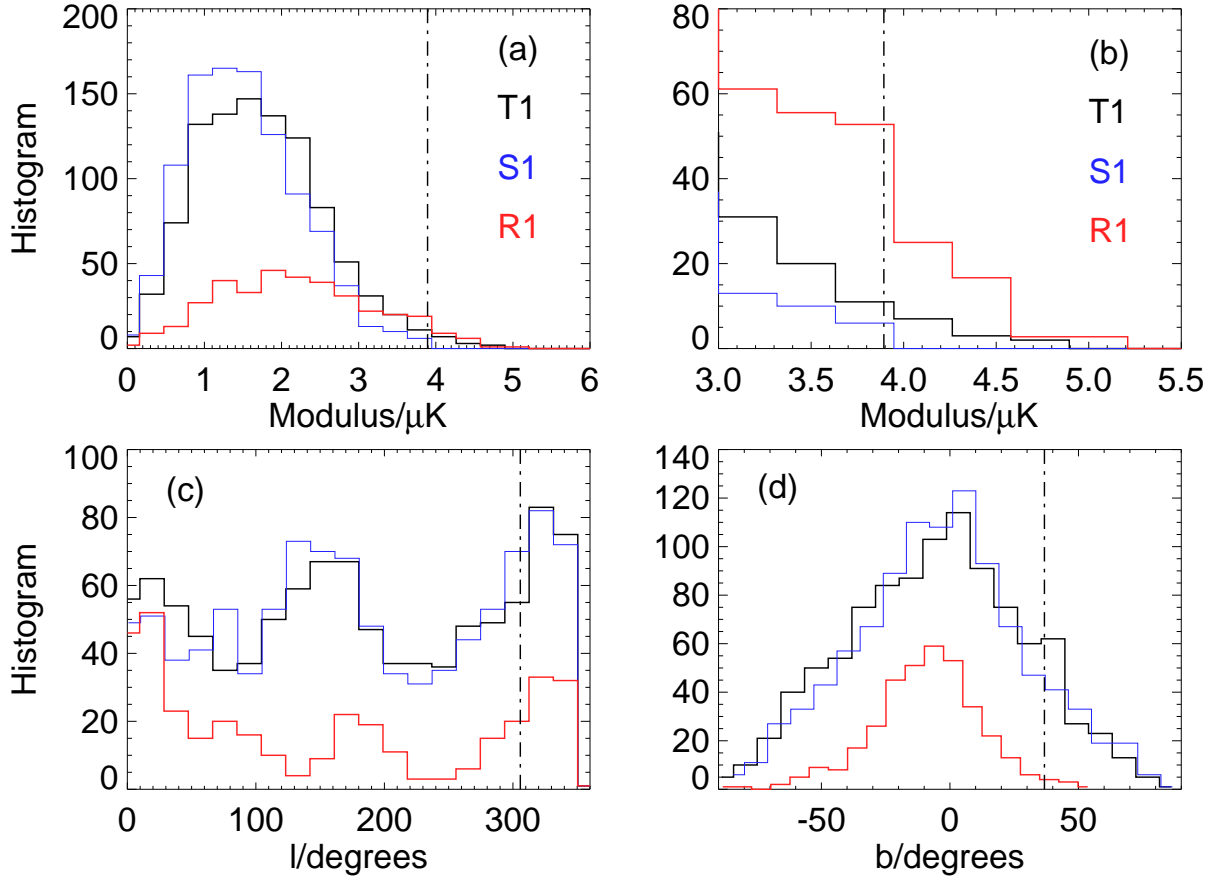 200 80
(a) (b)
150 60
T1 T1
Histogram
100 S1 40 S1
R1 R1
50 20
0 0
0 1 2 3 4 5 6 3.0 3.5 4.0 4.5 5.0 5.5
Modulus/μK Modulus/μK
100 140
(c) (d)
120
80
100
60 80
Histogram
40 60
40
20
20
0 0
0 100 200 300 -50 0 50
l/degrees b/degrees